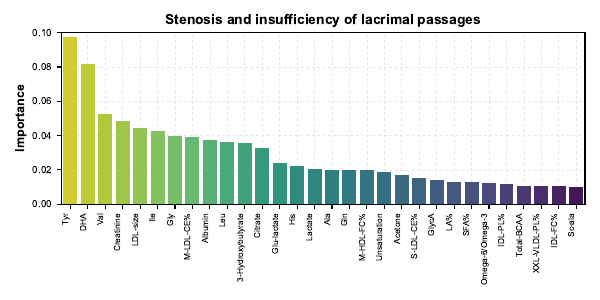 Stenosis and insufficiency of lacrimal passages
Importance
0.10
0.08
0.06
0.04
0.02
0.00
Tyr
DHA
Val
Creatinine
LDL-size
Ile
Gly
M-LDL-CE%
Albumin
Leu
3-Hydroxybutyrate
Citrate
Glu-lactate
His
Lactate
Ala
Gln
M-HDL-FC%
Unsaturation
Acetone
S-LDL-CE%
GlycA
LA%
SFA%
Omega-6/Omega-3
IDL-PL%
Total-BCAA
XXL-VLDL-PL%
IDL-FC%